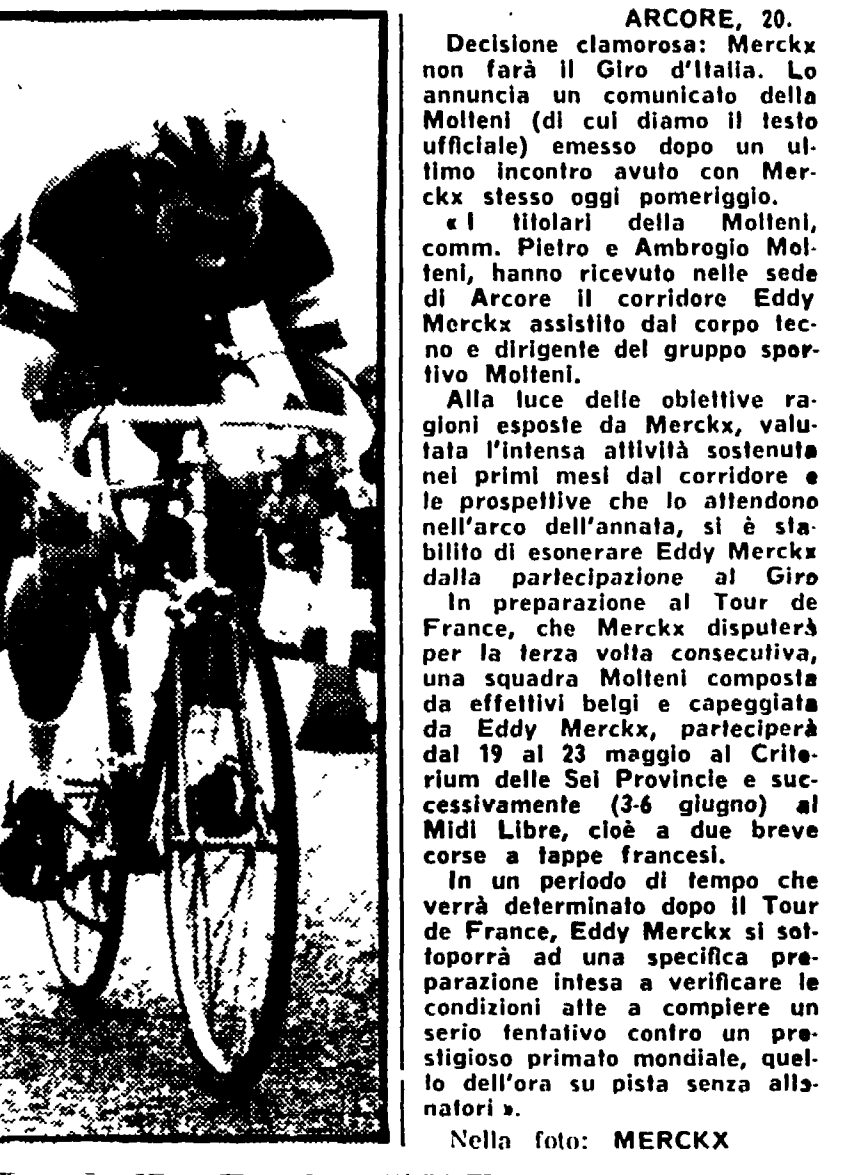 ARCORE, 20.
Decisione clamorosa: Merckx
non farà il Giro d'Italia. Lo
annuncia un comunicato della
Molteni (di cui diamo il testo
ufficiale) emesso dopo un ul-
timo incontro avuto con Mer-
ckx stesso oggi pomeriggio.
« I titolari della Molteni,
comm. Pietro e Ambrogio Mol-
teni, hanno ricevuto nelle sede
di Arcore il corridore Eddy
Merckx assistito dal corpo tec-
no e dirigente del gruppo spor-
tivo Molteni.
Alla luce delle obiettive ra-
gioni esposte da Merckx, valu-
tata l'intensa attività sostenuta
nei primi mesi dal corridore e
le prospettive che lo attendono
nell'arco dell'annata, si è sta-
bilito di esonerare Eddy Merckx
dalla partecipazione al Giro
In preparazione al Tour de
France, che Merckx disputerà
per la terza volta consecutiva,
una squadra Molteni composta
da effettivi belgi e capeggiata
da Eddy Merckx, parteciperà
dal 19 al 23 maggio al Crite-
rium delle Sei Provincie e suc-
cessivamente (3-6 giugno) al
Midi Libre, cioè a due breve
corse a tappe francesi.
In un periodo di tempo che
verrà determinato dopo il Tour
de France, Eddy Merckx si sot-
toporrà ad una specifica pre-
parazione intesa a verificare le
condizioni atte a compiere un
serio tentativo contro un pre-
stigioso primato mondiale, quel-
lo dell'ora su pista senza alle-
natori ».
Nella foto: MERCKX